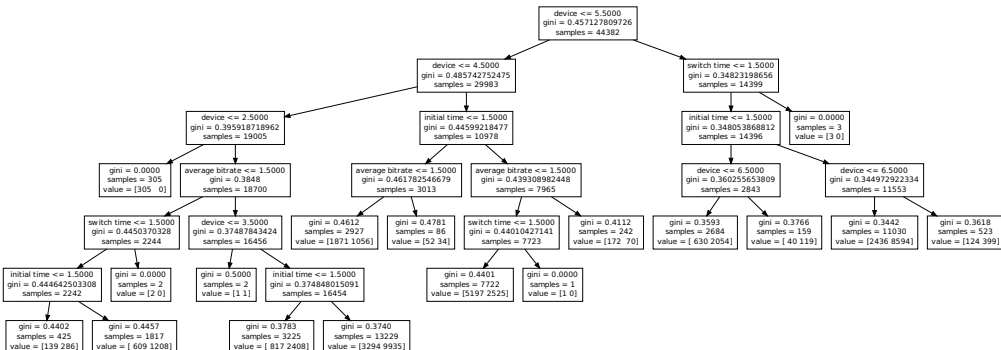 device <= 5.5000
gini = 0.457127809726
samples = 44382
device <= 4.5000
gini = 0.485742752475
samples = 29983
switch time <= 1.5000
gini = 0.34823198656
samples = 14399
device <= 2.5000
gini = 0.395918718962
samples = 19005
initial time <= 1.5000
gini = 0.44599218477
samples = 10978
initial time <= 1.5000
gini = 0.348053868812
samples = 14396
gini = 0.0000
samples = 3
value = [3 0]
gini = 0.0000
samples = 305
value = [305 0]
average bitrate <= 1.5000
gini = 0.3848
samples = 18700
average bitrate <= 1.5000
gini = 0.461782546679
samples = 3013
average bitrate <= 1.5000
gini = 0.439308982448
samples = 7965
device <= 6.5000
gini = 0.360255653809
samples = 2843
device <= 6.5000
gini = 0.344972922334
samples = 11553
switch time <= 1.5000
gini = 0.4450370328
samples = 2244
device <= 3.5000
gini = 0.37487843424
samples = 16456
gini = 0.4612
samples = 2927
value = [1871 1056]
gini = 0.4781
samples = 86
value = [52 34]
switch time <= 1.5000
gini = 0.44010427141
samples = 7723
gini = 0.4112
samples = 242
value = [172 70]
gini = 0.3593
samples = 2684
value = [ 630 2054]
gini = 0.3766
samples = 159
value = [ 40 119]
gini = 0.3442
samples = 11030
value = [2436 8594]
gini = 0.3618
samples = 523
value = [124 399]
initial time <= 1.5000
gini = 0.444642503308
samples = 2242
gini = 0.0000
samples = 2
value = [2 0]
gini = 0.5000
samples = 2
value = [1 1]
initial time <= 1.5000
gini = 0.374848015091
samples = 16454
gini = 0.4401
samples = 7722
value = [5197 2525]
gini = 0.0000
samples = 1
value = [1 0]
gini = 0.4402
samples = 425
value = [139 286]
gini = 0.4457
samples = 1817
value = [ 609 1208]
gini = 0.3783
samples = 3225
value = [ 817 2408]
gini = 0.3740
samples = 13229
value = [3294 9935]